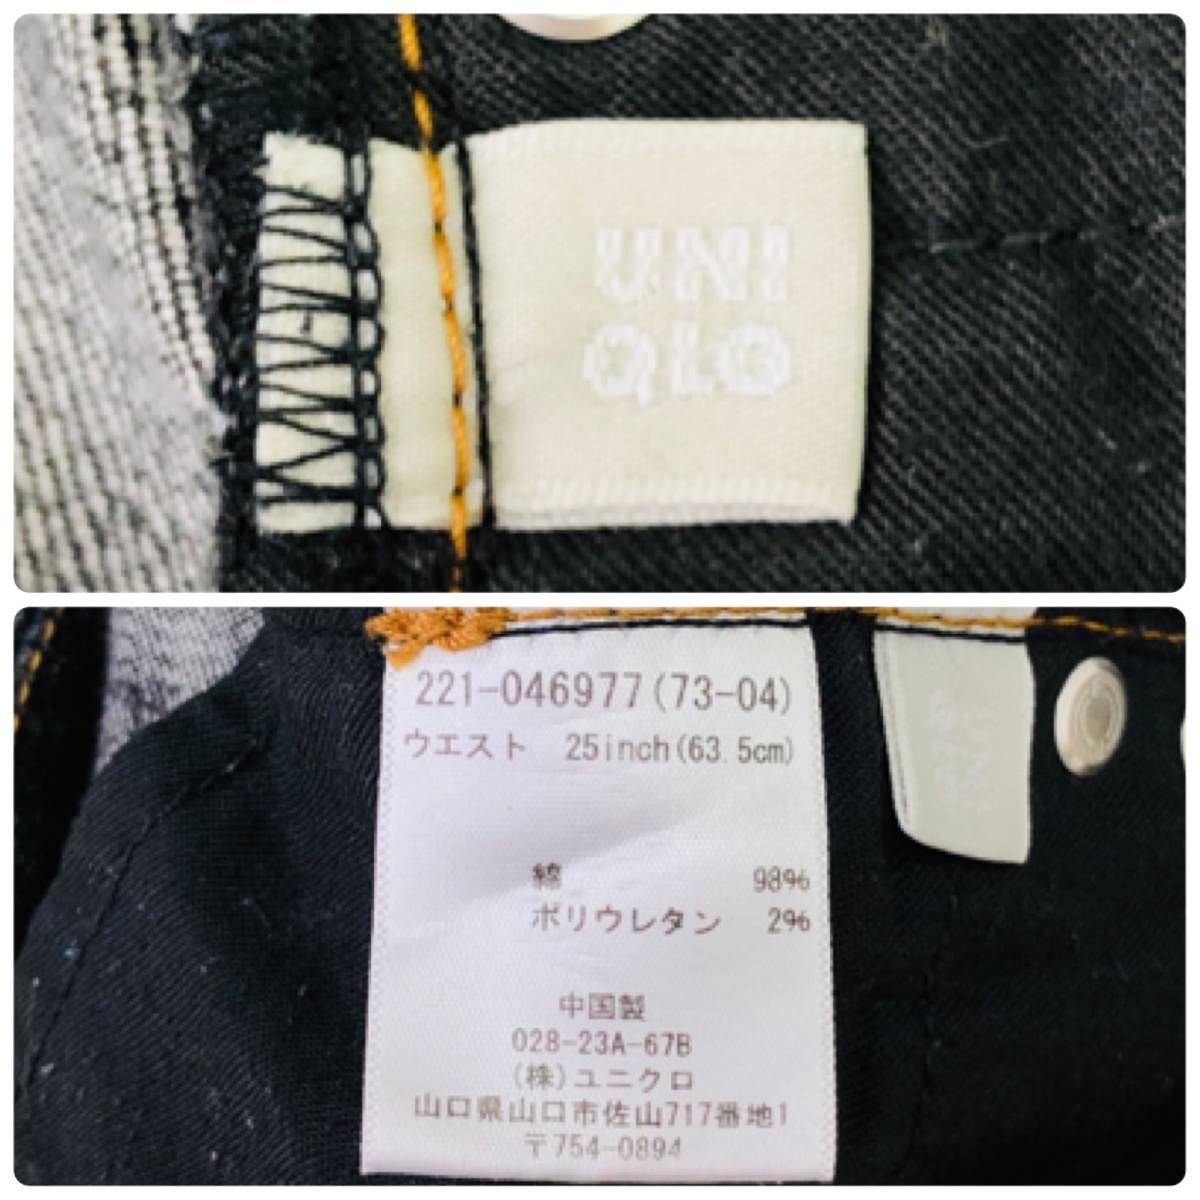 UNI
QLO
221-046977(73-04)
ウエスト 25inch(63.5cm)
綿 98%
ポリウレタン 2%
中国製
028-23A-67B
(株)ユニクロ
山口県山口市佐山717番地1
〒754-0894